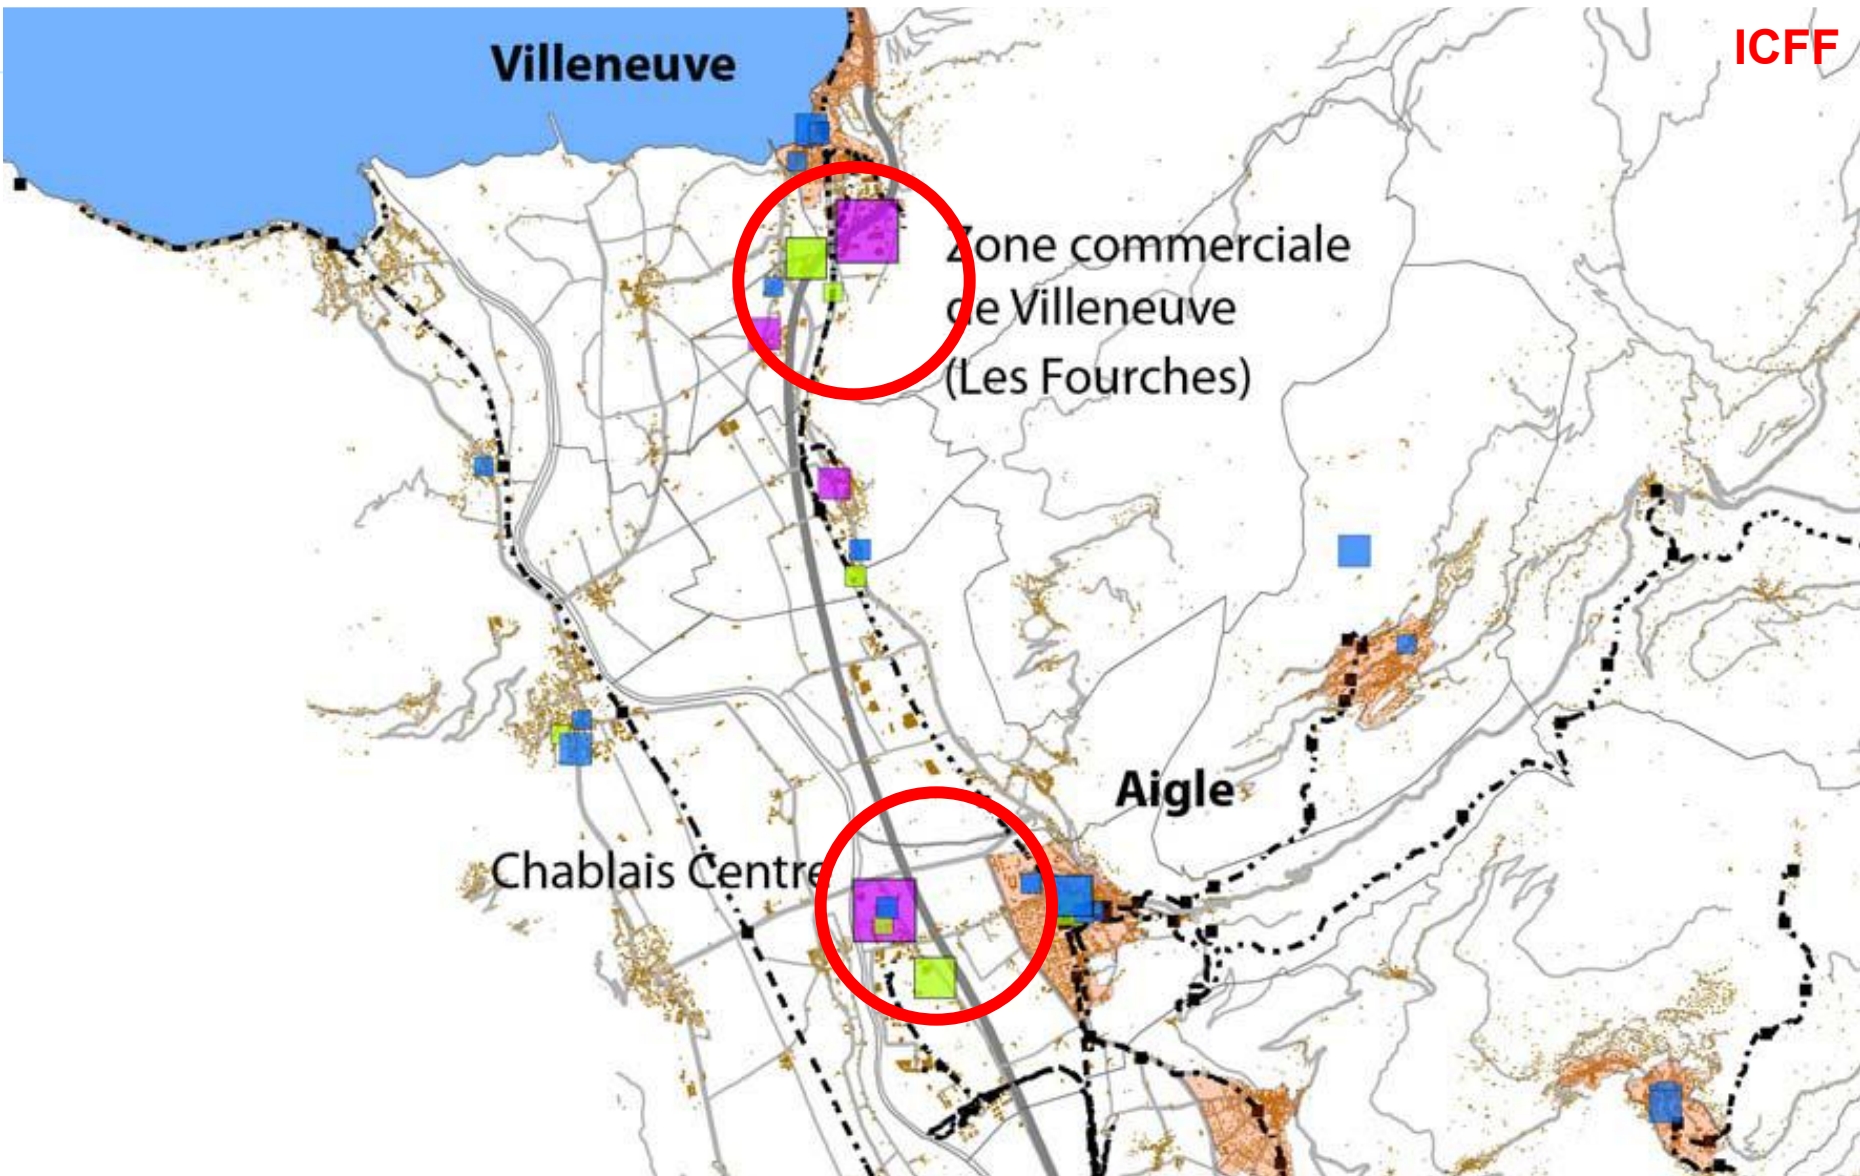 ICFF
Villeneuve
Zone commerciale
de Villeneuve
(Les Fourches)
Aigle
Chablais Centre